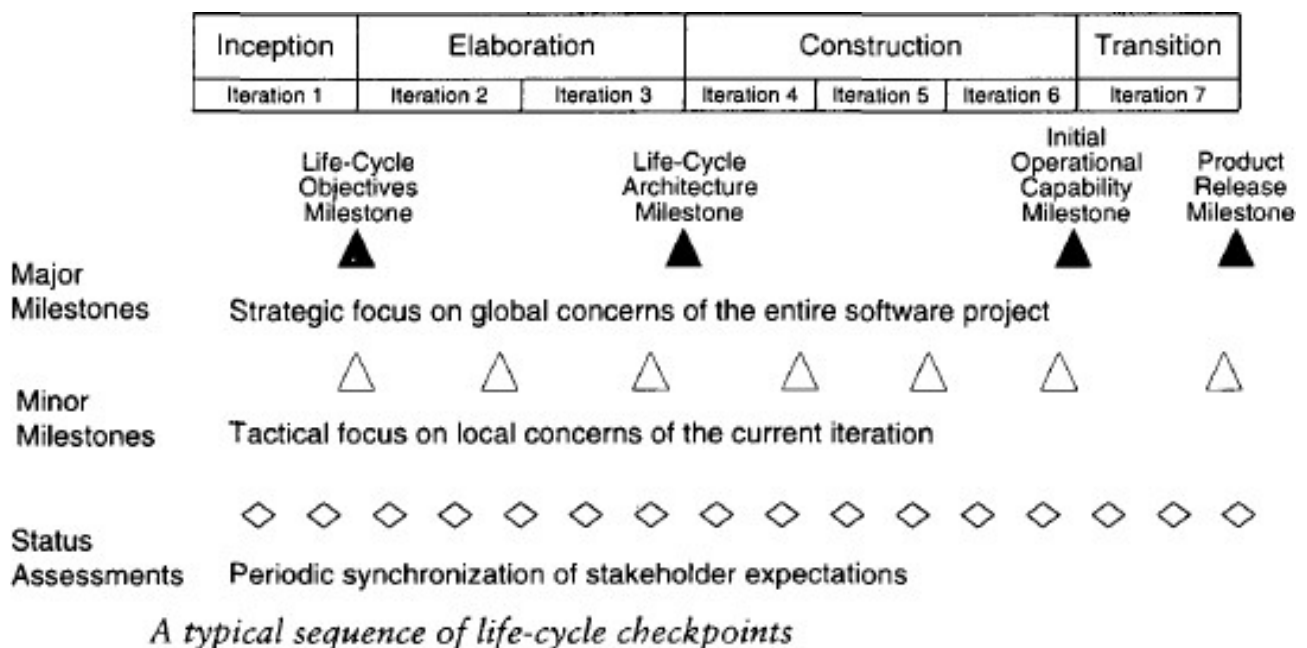 Inception Elaboration Construction Transition
Iteration 1 Iteration 2 Iteration 3 Iteration 4 Iteration 5 Iteration 6 Iteration 7
Life-Cycle
Objectives
Milestone
Life-Cycle
Architecture
Milestone
Initial
Operational
Capability
Milestone
Product
Release
Milestone
Major
Milestones
Strategic focus on global concerns of the entire software project
Minor
Milestones
Tactical focus on local concerns of the current iteration
Status
Assessments
Periodic synchronization of stakeholder expectations
A typical sequence of life-cycle checkpoints